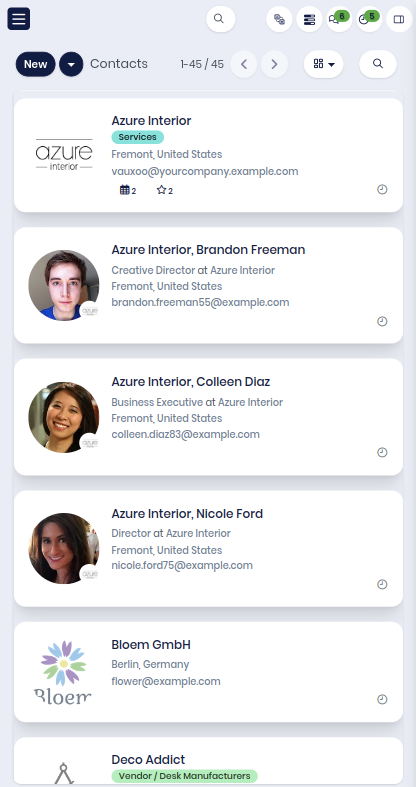 6
5
New
Contacts
1-45 / 45
azure
interior
Azure Interior
Services
Fremont, United States
vauxoo@yourcompany.example.com
2
2
Azure Interior, Brandon Freeman
Creative Director at Azure Interior
Fremont, United States
brandon.freeman55@example.com
azure
Azure Interior, Colleen Diaz
Business Executive at Azure Interior
Fremont, United States
colleen.diaz83@example.com
azure
Azure Interior, Nicole Ford
Director at Azure Interior
Fremont, United States
nicole.ford75@example.com
azure
Bloem GmbH
Berlin, Germany
flower@example.com
Bloem
Deco Addict
Vendor / Desk Manufacturers